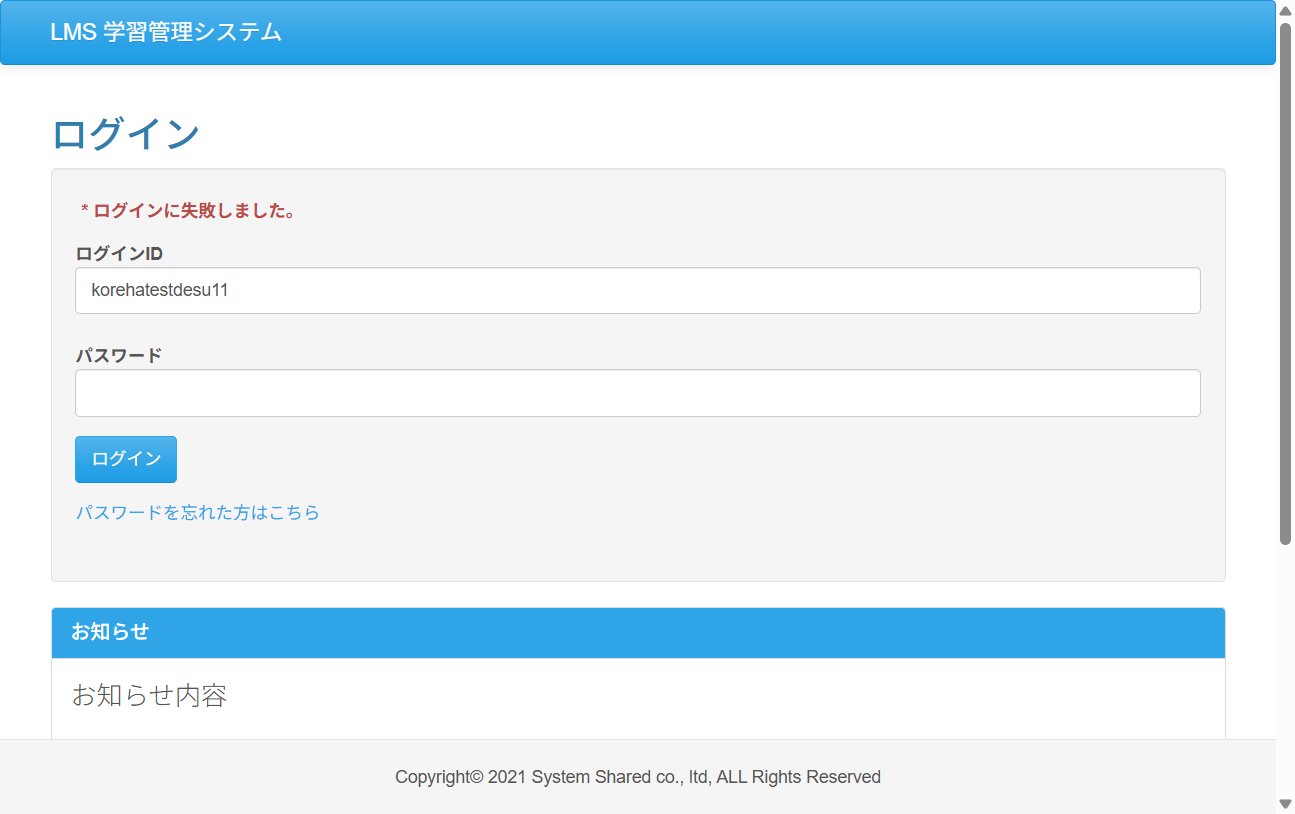 LMS 学習管理システム
ログイン
* ログインに失敗しました。
ログインID
korehatestdesu11
パスワード
ログイン
パスワードを忘れた方はこちら
お知らせ
お知らせ内容
Copyright© 2021 System Shared co., ltd, ALL Rights Reserved